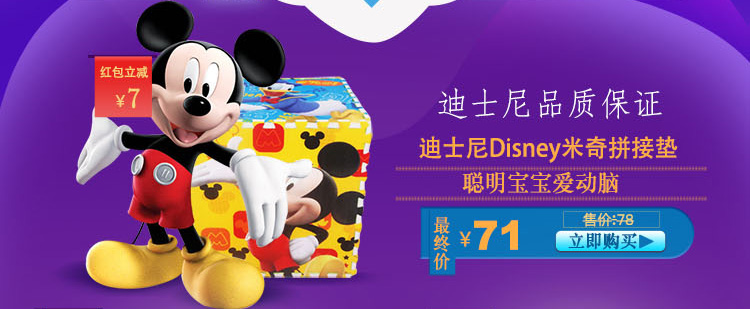 红包立减
¥7
迪士尼品质保证
迪士尼Disney米奇拼接垫
聪明宝宝爱动脑
最终价
¥71
售价:78
立即购买